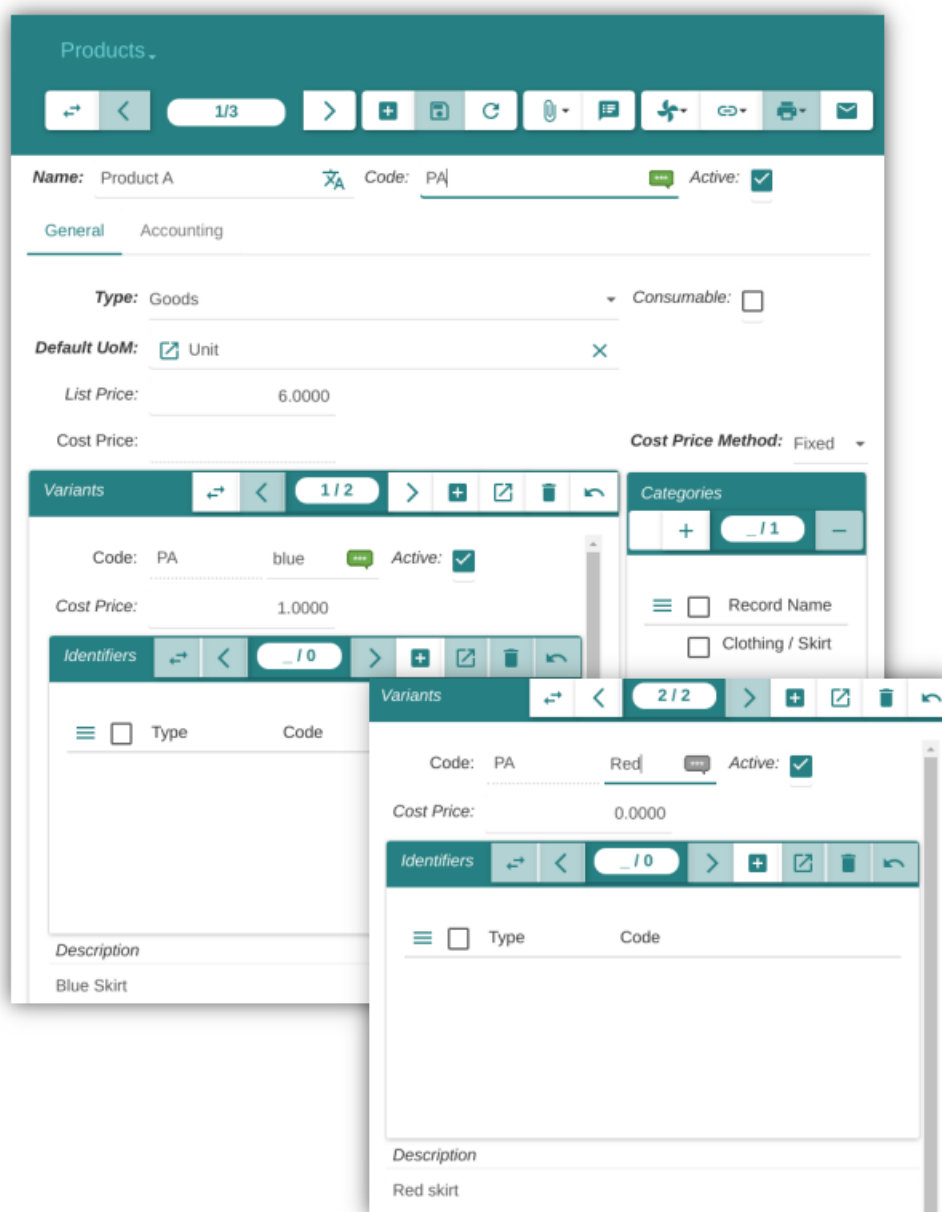 Products
1/3
Name: Product A Code: PA Active:
General Accounting
Type: Goods Consumable:
Default UoM: Unit
List Price: 6.0000
Cost Price: Cost Price Method: Fixed
Variants 1 / 2
Code: PA blue Active:
Cost Price: 1.0000
Identifiers _ / 0
Type Code
Description
Blue Skirt
Categories
_ / 1
Record Name
Clothing / Skirt
Variants 2 / 2
Code: PA Red Active:
Cost Price: 0.0000
Identifiers _ / 0
Type Code
Description
Red skirt